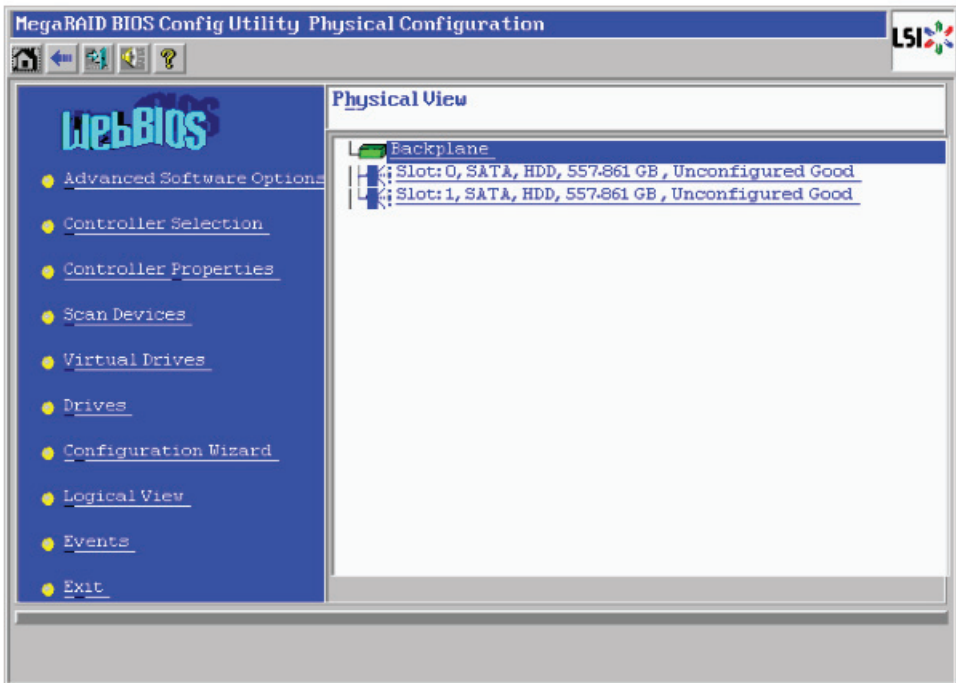 MegaRAID BIOS Config Utility Physical Configuration
LSI
WebBIOS
Advanced Software Options
Controller Selection
Controller Properties
Scan Devices
Virtual Drives
Drives
Configuration Wizard
Logical View
Events
Exit
Physical View
Backplane
Slot: 0, SATA, HDD, 557.861 GB, Unconfigured Good
Slot: 1, SATA, HDD, 557.861 GB, Unconfigured Good